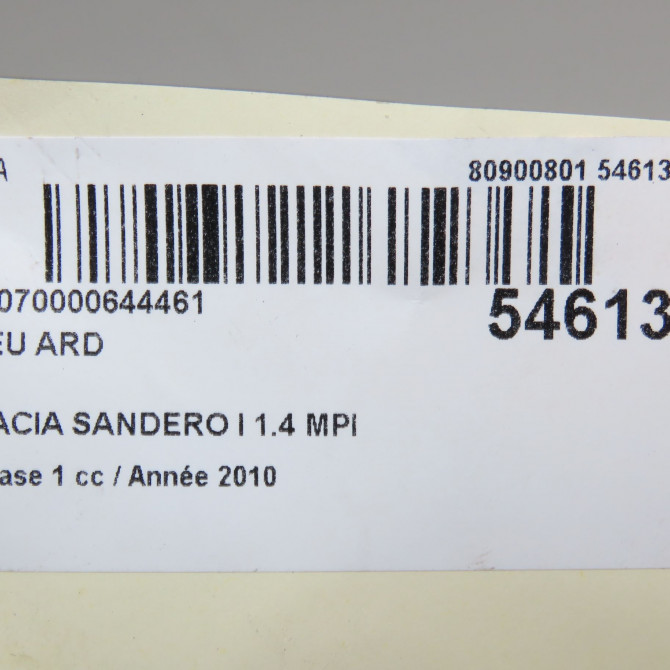 A 80900801 54613
070000644461 54613
EU ARD
ACIA SANDERO I 1.4 MPI
ase 1 cc / Année 2010